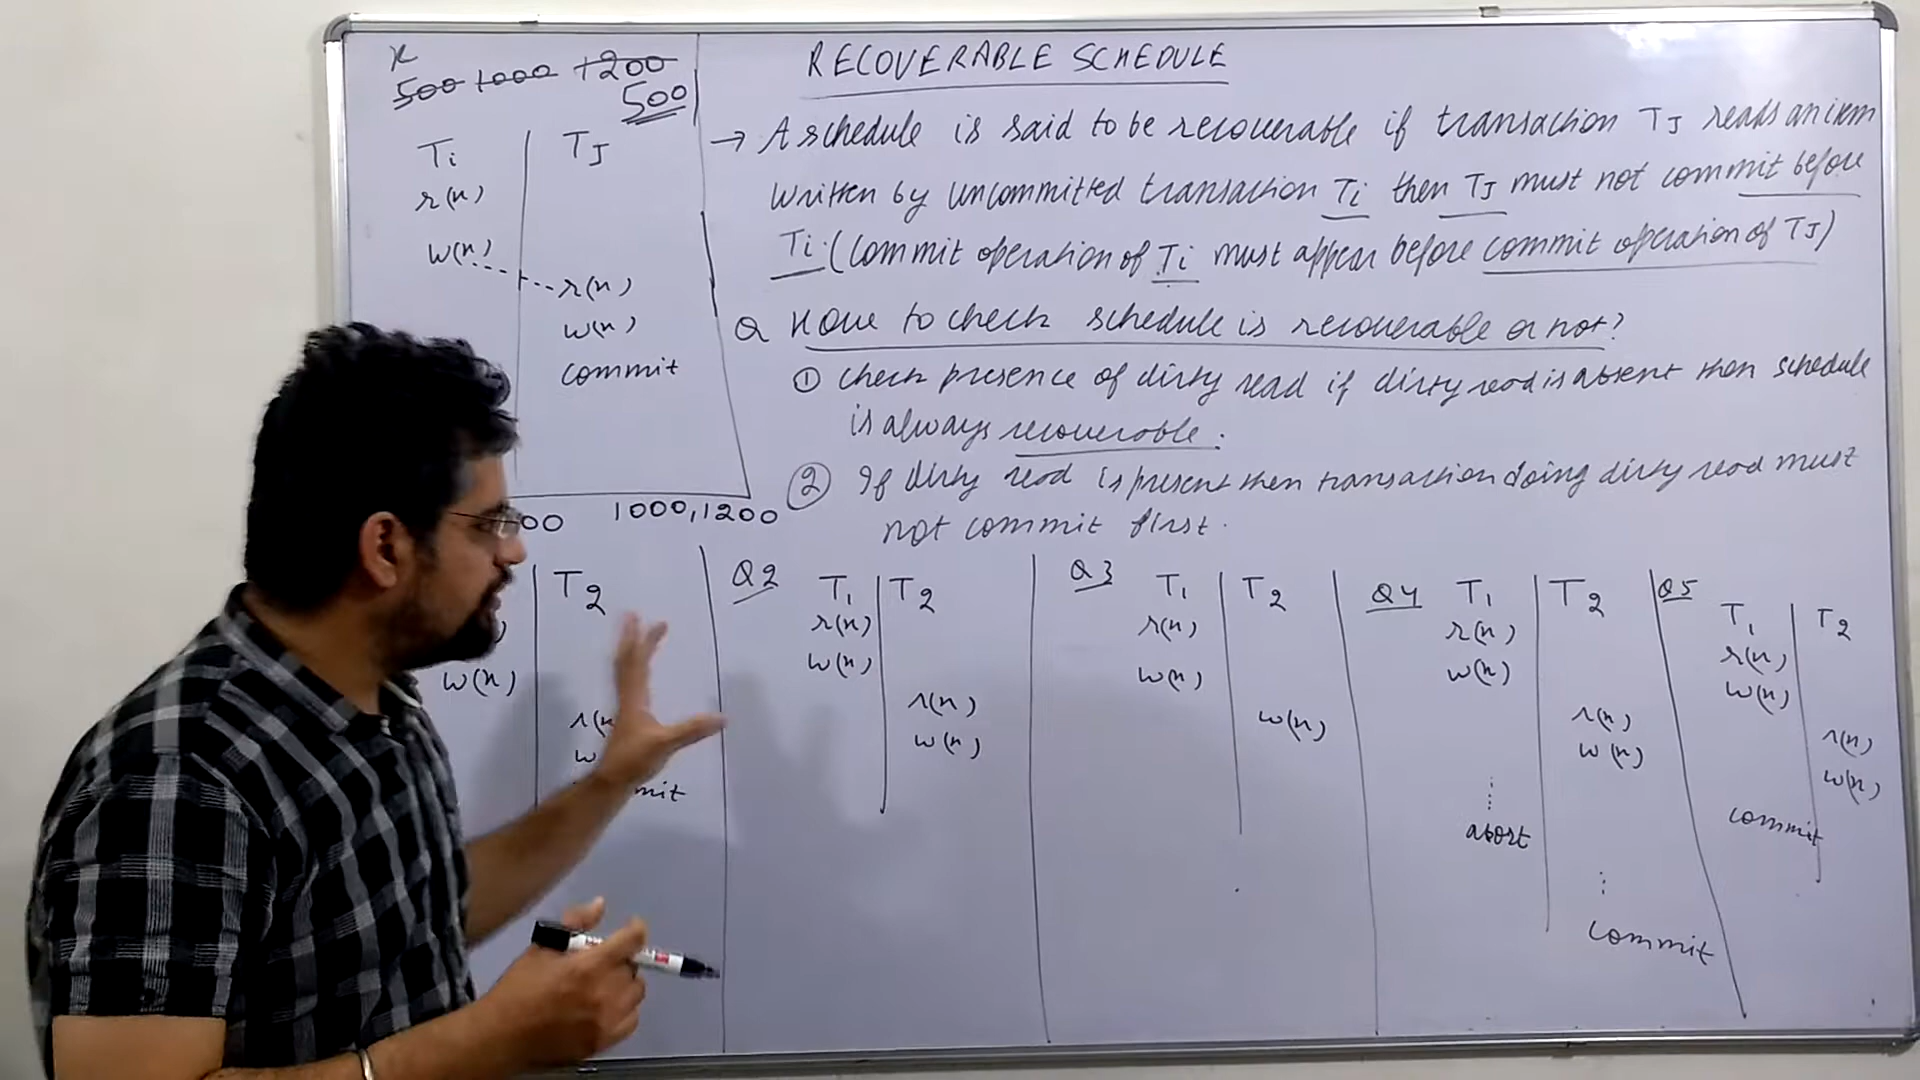 RECOVERABLE SCHEDULE
x
500 1000 1200
500
Ti TJ
r(x)
w(x)
r(x)
w(x)
commit
00 1000,1200
→ A schedule is said to be recoverable if transaction TJ reads an item
written by uncommitted transaction Ti then TJ must not commit before
Ti. (Commit operation of Ti must appear before commit operation of TJ)
Q How to check schedule is recoverable or not?
① check presence of dirty read if dirty read is absent then schedule
is always recoverable.
② If dirty read is present then transaction doing dirty read must
not commit first.
T2
w(x)
mit
Q2 T1 T2
r(x)
w(x)
r(x)
w(x)
Q3 T1 T2
r(x)
w(x)
w(x)
Q4 T1 T2
r(x)
w(x)
r(x)
w(x)
abort
commit
Q5 T1 T2
r(x)
w(x)
r(x)
w(x)
commit